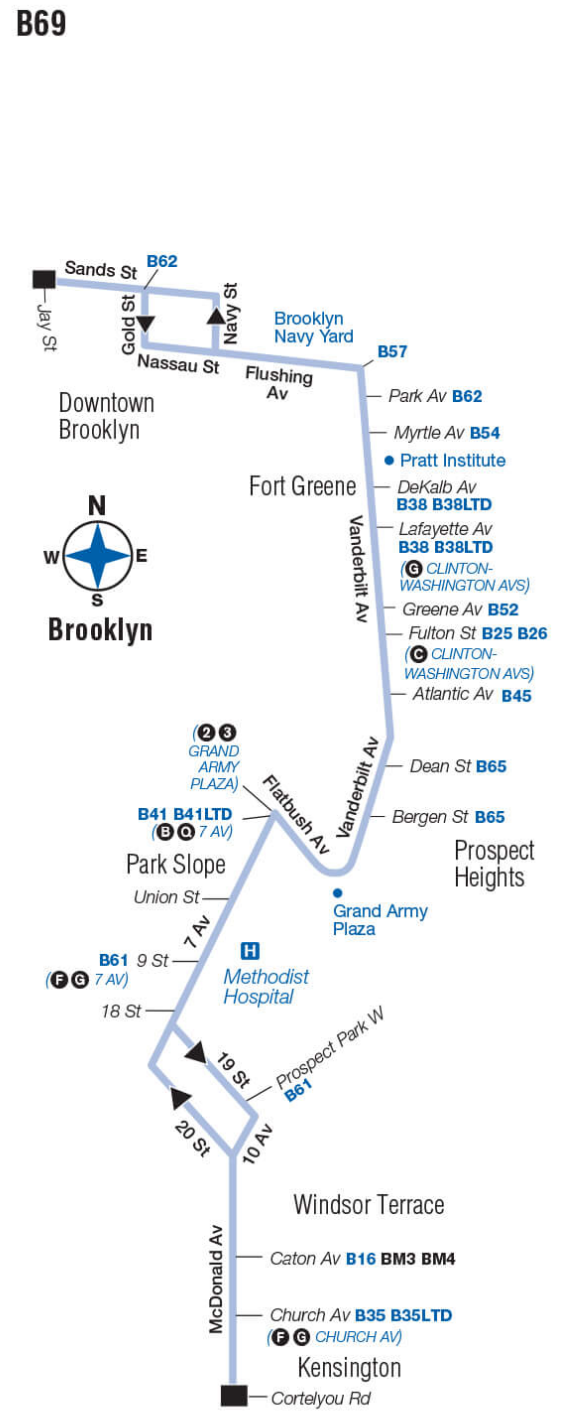 B69
Sands St
B62
Jay St
Gold St
Navy St
Nassau St
Brooklyn
Navy Yard
Flushing
Av
B57
Downtown
Brooklyn
Park Av B62
Myrtle Av B54
Pratt Institute
Fort Greene
DeKalb Av
B38 B38LTD
Lafayette Av
B38 B38LTD
(G CLINTON-
WASHINGTON AVS)
Vanderbilt Av
N
W E
S
Brooklyn
Greene Av B52
Fulton St B25 B26
(C CLINTON-
WASHINGTON AVS)
Atlantic Av B45
(2 3
GRAND
ARMY
PLAZA)
Flatbush Av
Vanderbilt Av
Dean St B65
B41 B41LTD
(B Q 7 AV)
Bergen St B65
Park Slope
Prospect
Heights
Union St
7 Av
Grand Army
Plaza
B61 9 St
(F G 7 AV)
H
Methodist
Hospital
18 St
19 St
Prospect Park W
B61
20 St
10 Av
Windsor Terrace
McDonald Av
Caton Av B16 BM3 BM4
Church Av B35 B35LTD
(F G CHURCH AV)
Kensington
Cortelyou Rd